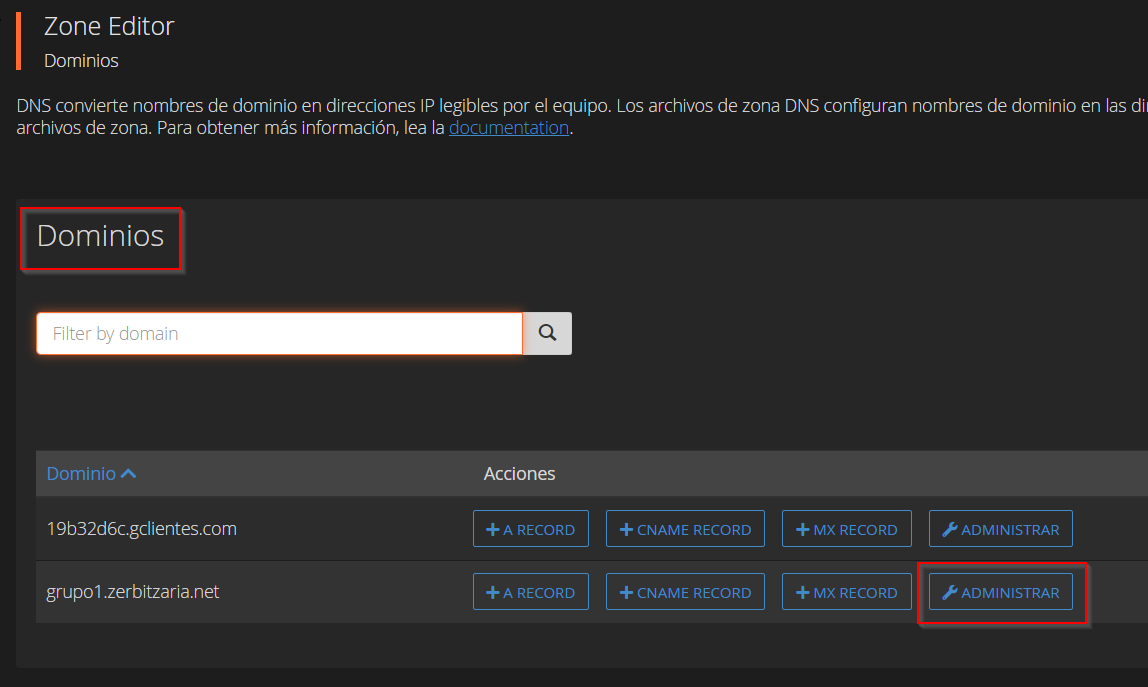 Zone Editor
Dominios
DNS convierte nombres de dominio en direcciones IP legibles por el equipo. Los archivos de zona DNS configuran nombres de dominio en las
archivos de zona. Para obtener más información, lea la documentation.
Dominios
Filter by domain
Dominio Acciones
19b32d6c.gclientes.com A RECORD CNAME RECORD MX RECORD ADMINISTRAR
grupo1.zerbitzaria.net A RECORD CNAME RECORD MX RECORD ADMINISTRAR